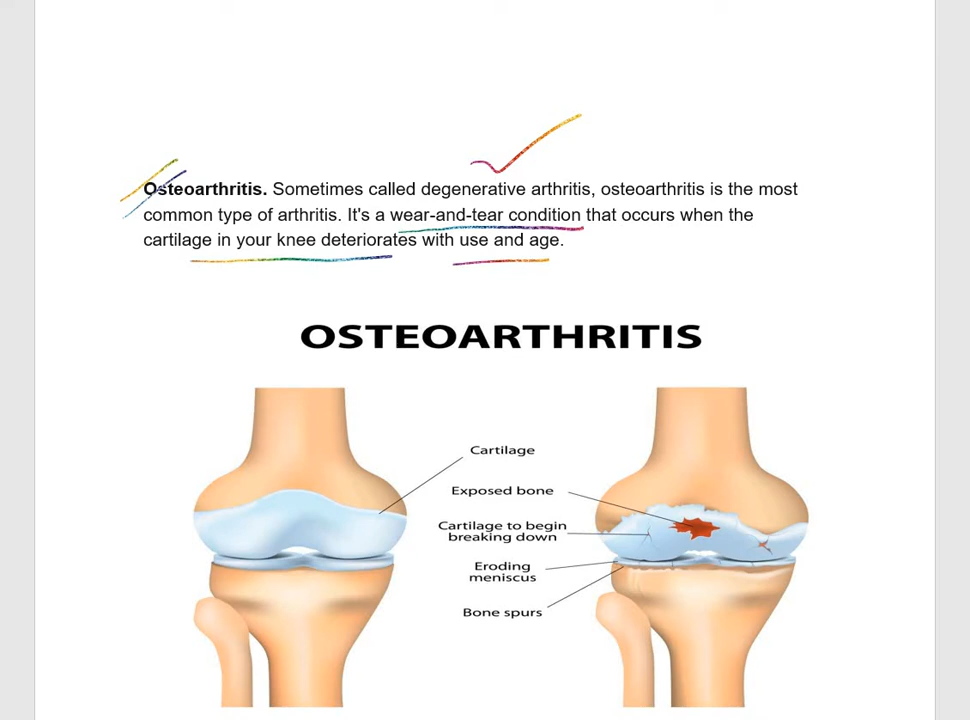 Osteoarthritis. Sometimes called degenerative arthritis, osteoarthritis is the most
common type of arthritis. It's a wear-and-tear condition that occurs when the
cartilage in your knee deteriorates with use and age.
OSTEOARTHRITIS
Cartilage
Exposed bone
Cartilage to begin
breaking down
Eroding
meniscus
Bone spurs